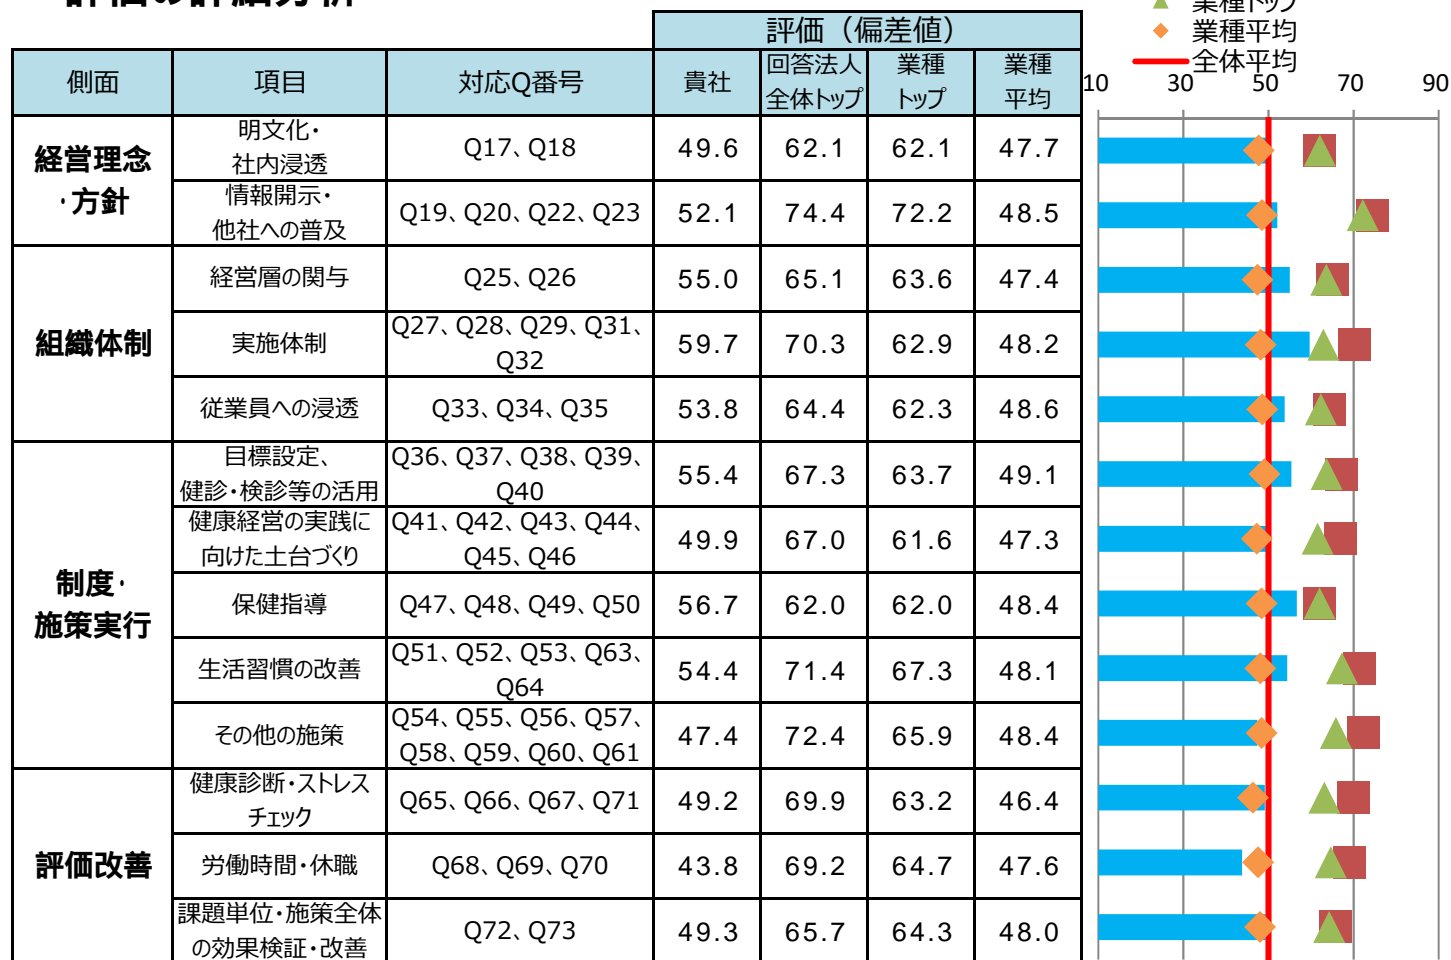 評価の詳細分析
業種トップ
業種平均
全体平均
評価（偏差値）
側面 項目 対応Q番号 貴社 回答法人全体トップ 業種トップ 業種平均
10 30 50 70 90
経営理念・方針
明文化・社内浸透 Q17、Q18 49.6 62.1 62.1 47.7
情報開示・他社への普及 Q19、Q20、Q22、Q23 52.1 74.4 72.2 48.5
組織体制
経営層の関与 Q25、Q26 55.0 65.1 63.6 47.4
実施体制 Q27、Q28、Q29、Q31、Q32 59.7 70.3 62.9 48.2
従業員への浸透 Q33、Q34、Q35 53.8 64.4 62.3 48.6
制度・施策実行
目標設定、健診・検診等の活用 Q36、Q37、Q38、Q39、Q40 55.4 67.3 63.7 49.1
健康経営の実践に向けた土台づくり Q41、Q42、Q43、Q44、Q45、Q46 49.9 67.0 61.6 47.3
保健指導 Q47、Q48、Q49、Q50 56.7 62.0 62.0 48.4
生活習慣の改善 Q51、Q52、Q53、Q63、Q64 54.4 71.4 67.3 48.1
その他の施策 Q54、Q55、Q56、Q57、Q58、Q59、Q60、Q61 47.4 72.4 65.9 48.4
評価改善
健康診断・ストレスチェック Q65、Q66、Q67、Q71 49.2 69.9 63.2 46.4
労働時間・休職 Q68、Q69、Q70 43.8 69.2 64.7 47.6
課題単位・施策全体の効果検証・改善 Q72、Q73 49.3 65.7 64.3 48.0